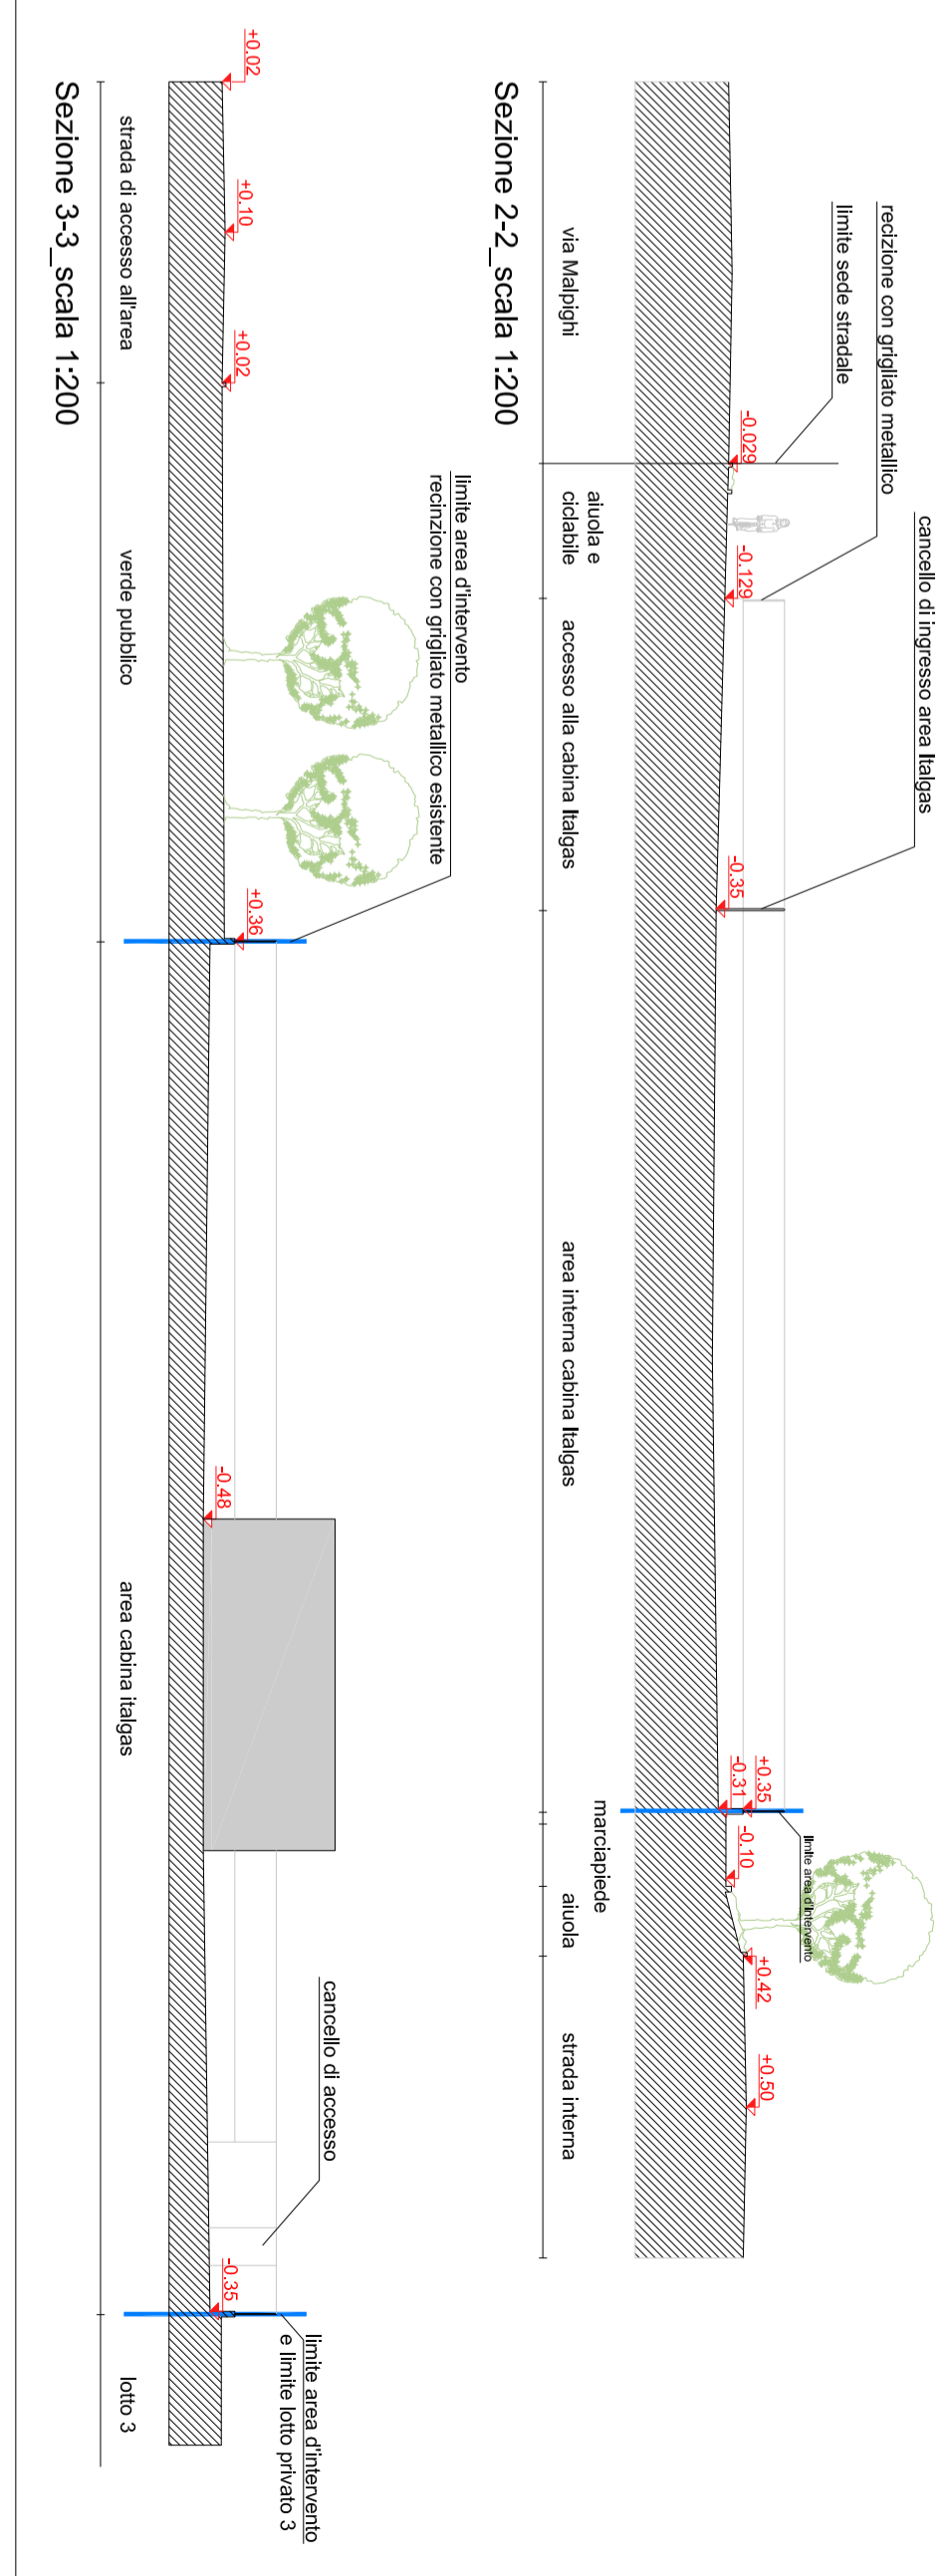 cancello di ingresso area Italgas
recizione con grigliato metallico
limite sede stradale
limite area d'intervento
-0.029
-0.129
-0.35
-0.31
+0.35
-0.10
+0.42
+0.50
via Malpighi
aiuola e
ciclabile
accesso alla cabina Italgas
area interna cabina Italgas
marciapiede
aiuola
strada interna
Sezione 2-2_scala 1:200
limite area d'intervento
recinzione con grigliato metallico esistente
cancello di accesso
limite area d'intervento
e limite lotto privato 3
+0.02
+0.10
+0.02
+0.36
-0.48
-0.35
strada di accesso all'area
verde pubblico
area cabina italgas
lotto 3
Sezione 3-3_scala 1:200